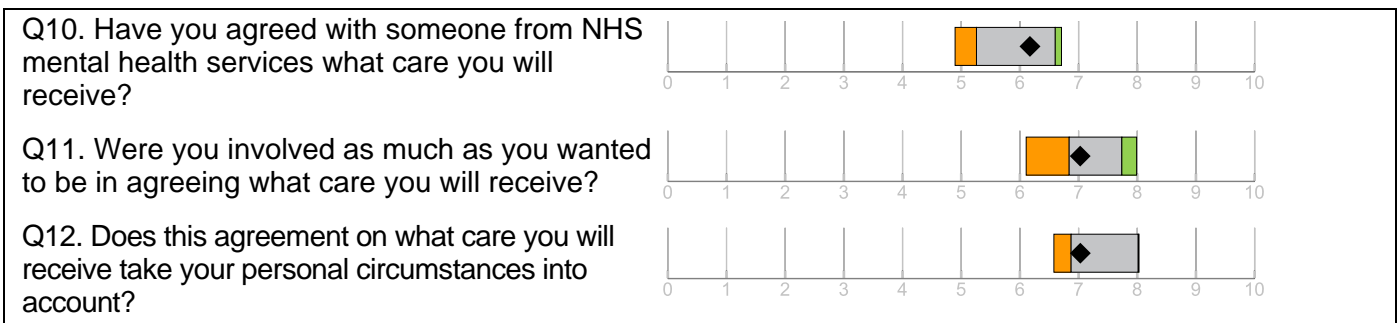 Q10. Have you agreed with someone from NHS
mental health services what care you will
receive?
0 1 2 3 4 5 6 7 8 9 10
Q11. Were you involved as much as you wanted
to be in agreeing what care you will receive?
0 1 2 3 4 5 6 7 8 9 10
Q12. Does this agreement on what care you will
receive take your personal circumstances into
account?
0 1 2 3 4 5 6 7 8 9 10